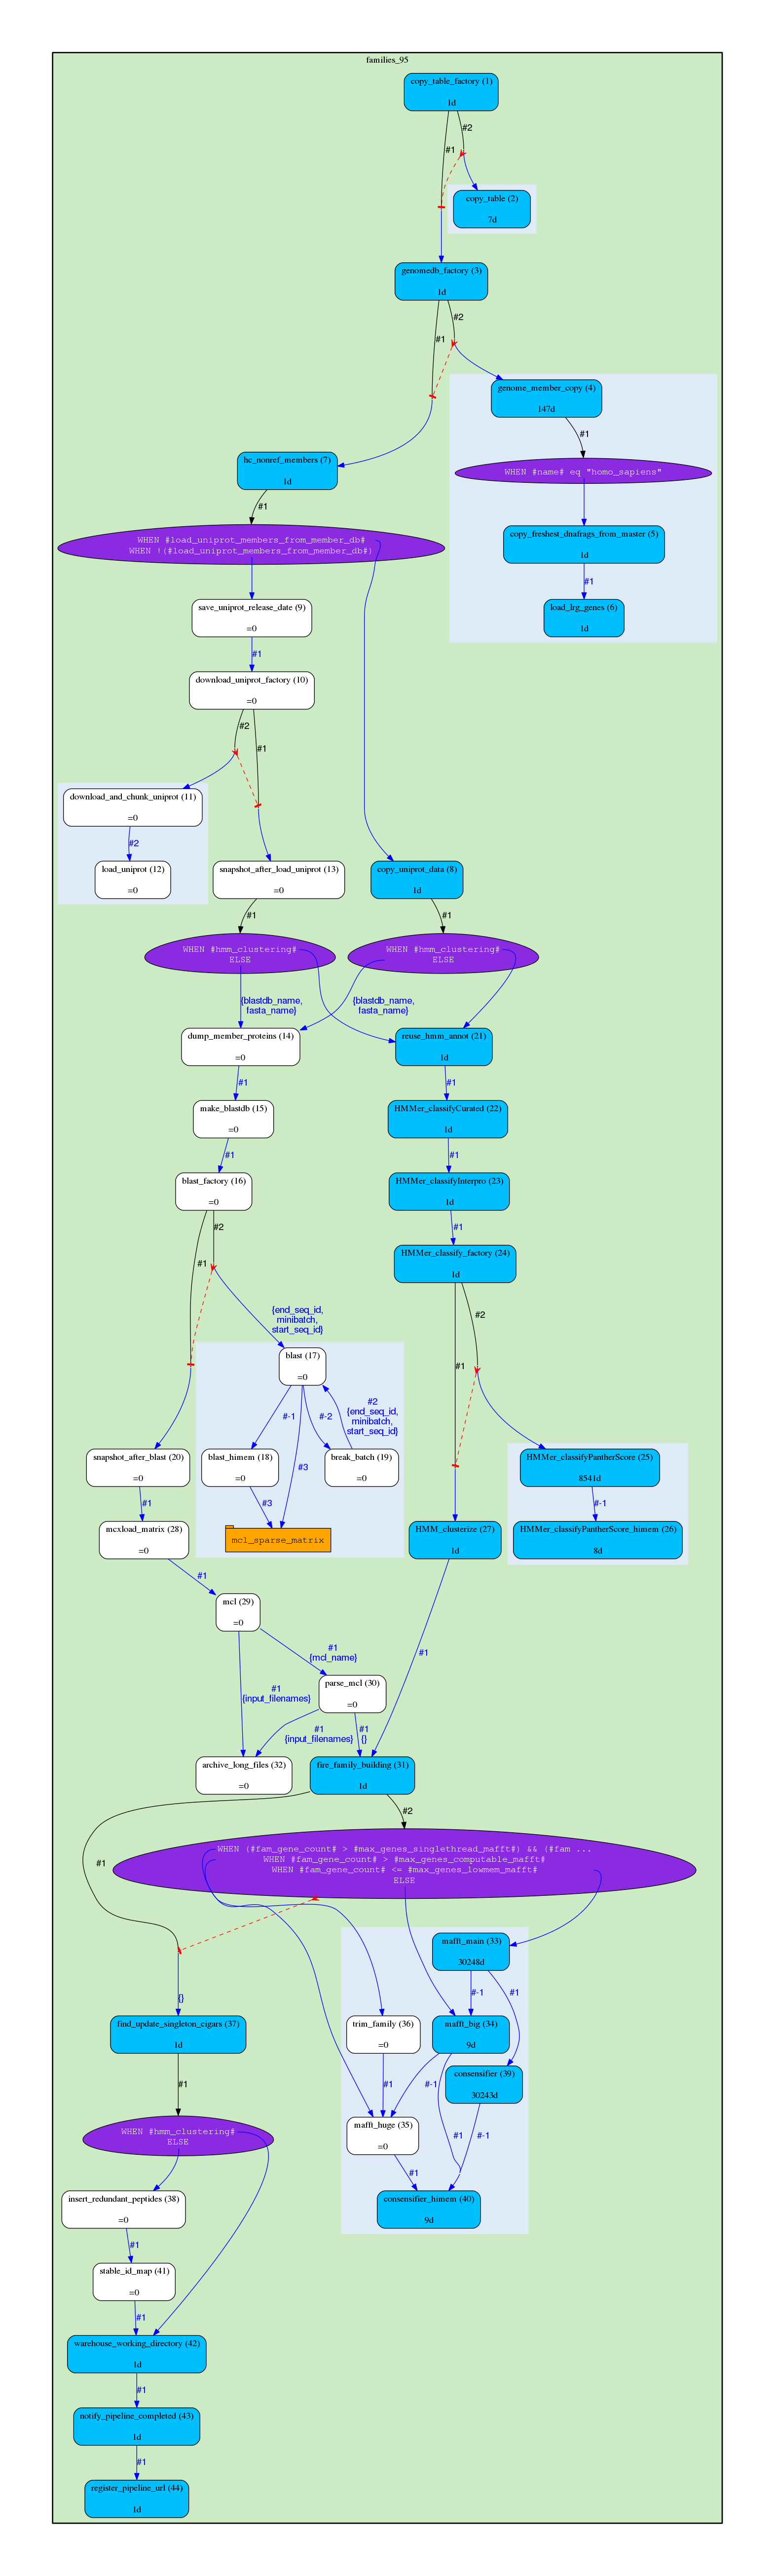 families_95
copy_table_factory (1)
1d
#2
#1
copy_table (2)
7d
genomedb_factory (3)
1d
#2
#1
genome_member_copy (4)
147d
#1
hc_nonref_members (7)
1d
WHEN #name# eq "homo_sapiens"
#1
copy_freshest_dnafrags_from_master (5)
1d
WHEN #load_uniprot_members_from_member_db#
WHEN !(#load_uniprot_members_from_member_db#)
#1
save_uniprot_release_date (9)
=0
load_lrg_genes (6)
1d
#1
download_uniprot_factory (10)
=0
#2
#1
download_and_chunk_uniprot (11)
=0
#2
load_uniprot (12)
=0
snapshot_after_load_uniprot (13)
=0
copy_uniprot_data (8)
1d
#1
#1
WHEN #hmm_clustering#
ELSE
WHEN #hmm_clustering#
ELSE
{blastdb_name,
fasta_name}
{blastdb_name,
fasta_name}
dump_member_proteins (14)
=0
reuse_hmm_annot (21)
1d
#1
#1
make_blastdb (15)
=0
HMMer_classifyCurated (22)
1d
#1
#1
blast_factory (16)
=0
HMMer_classifyInterpro (23)
1d
#2
#1
#1
HMMer_classify_factory (24)
1d
{end_seq_id,
minibatch,
start_seq_id}
#2
blast (17)
=0
#1
#-1
#-2
#2
{end_seq_id,
minibatch,
start_seq_id}
#3
snapshot_after_blast (20)
=0
blast_himem (18)
=0
break_batch (19)
=0
HMMer_classifyPantherScore (25)
8541d
#1
#3
#-1
mcxload_matrix (28)
=0
mcl_sparse_matrix
HMM_clusterize (27)
1d
HMMer_classifyPantherScore_himem (26)
8d
#1
mcl (29)
=0
#1
{mcl_name}
#1
#1
{input_filenames}
parse_mcl (30)
=0
#1
{input_filenames}
#1
{}
archive_long_files (32)
=0
fire_family_building (31)
1d
#2
#1
WHEN (#fam_gene_count# > #max_genes_singlethread_mafft#) && (#fam ...
WHEN #fam_gene_count# > #max_genes_computable_mafft#
WHEN #fam_gene_count# <= #max_genes_lowmem_mafft#
ELSE
mafft_main (33)
30248d
{}
#-1
#1
find_update_singleton_cigars (37)
1d
trim_family (36)
=0
mafft_big (34)
9d
#1
#1
#-1
consensifier (39)
30243d
WHEN #hmm_clustering#
ELSE
mafft_huge (35)
=0
#1
#-1
#1
insert_redundant_peptides (38)
=0
consensifier_himem (40)
9d
#1
stable_id_map (41)
=0
#1
warehouse_working_directory (42)
1d
#1
notify_pipeline_completed (43)
1d
#1
register_pipeline_url (44)
1d